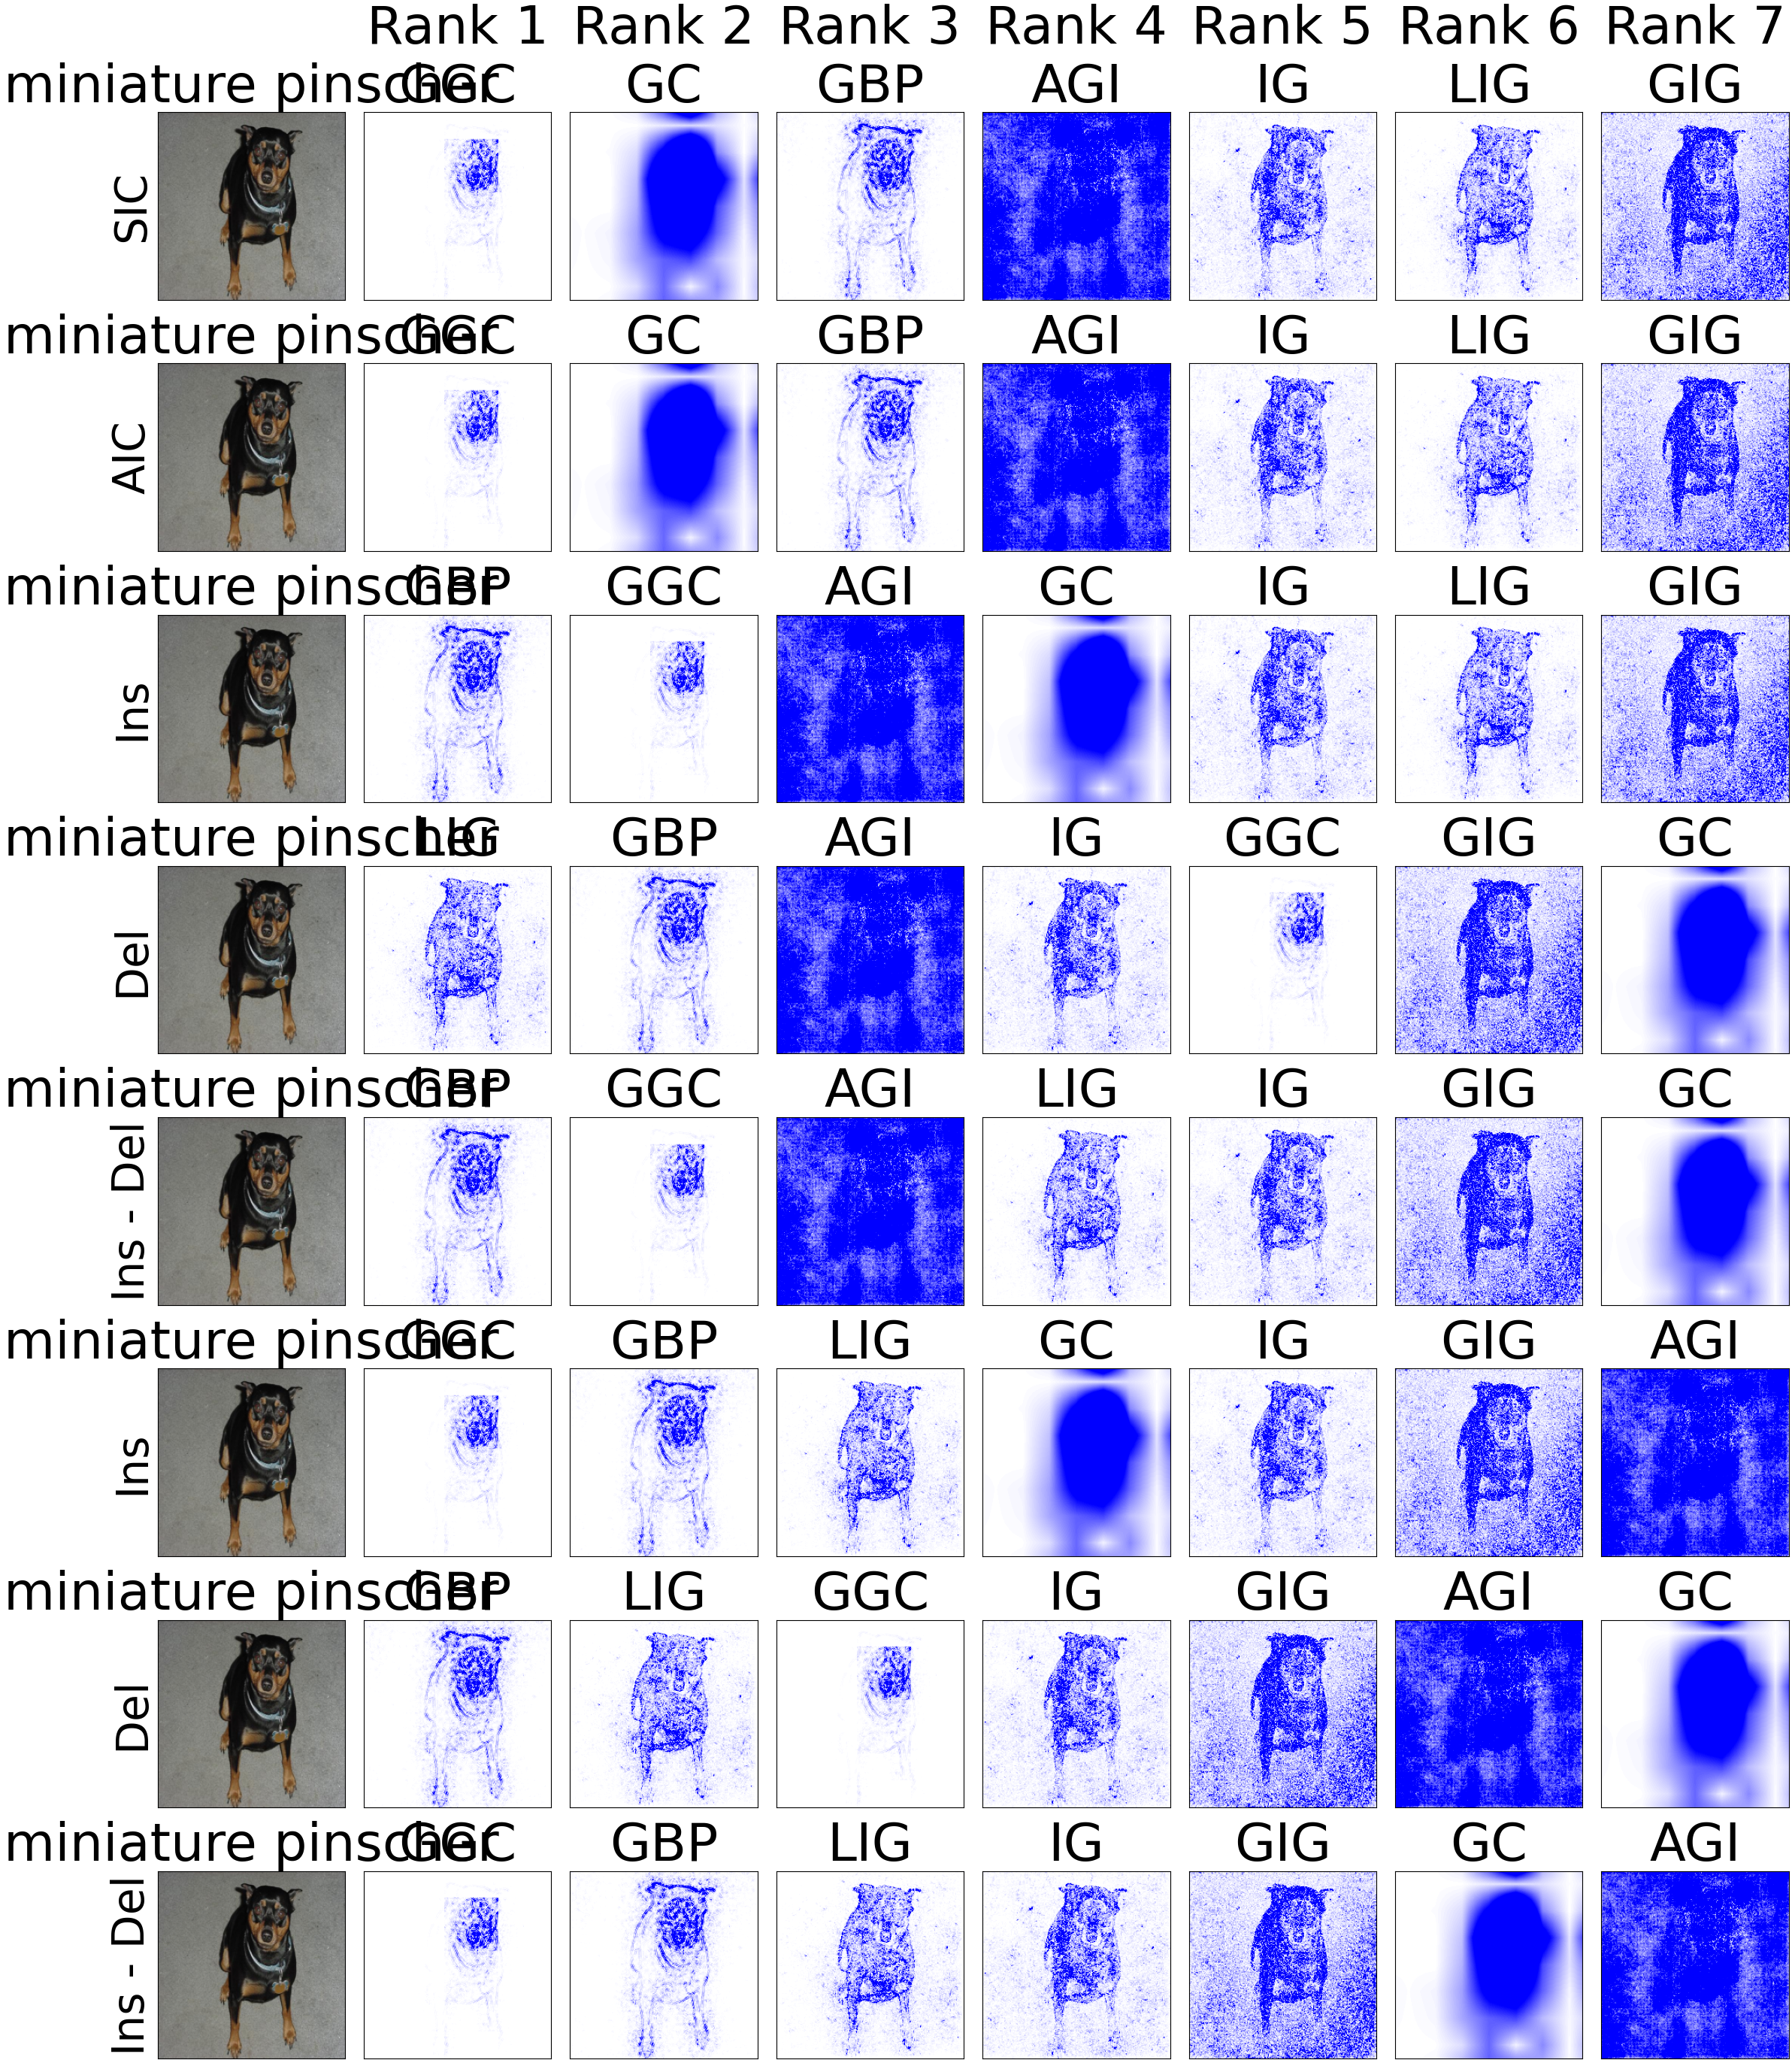 Rank 1 Rank 2 Rank 3 Rank 4 Rank 5 Rank 6 Rank 7
miniature pinscher GGC GC GBP AGI IG LIG GIG
SIC
miniature pinscher GGC GC GBP AGI IG LIG GIG
AIC
miniature pinscher GBP GGC AGI GC IG LIG GIG
Ins
miniature pinscher LIG GBP AGI IG GGC GIG GC
Del
miniature pinscher GBP GGC AGI LIG IG GIG GC
Ins - Del
miniature pinscher GGC GBP LIG GC IG GIG AGI
Ins
miniature pinscher GBP LIG GGC IG GIG AGI GC
Del
miniature pinscher GGC GBP LIG IG GIG GC AGI
Ins - Del